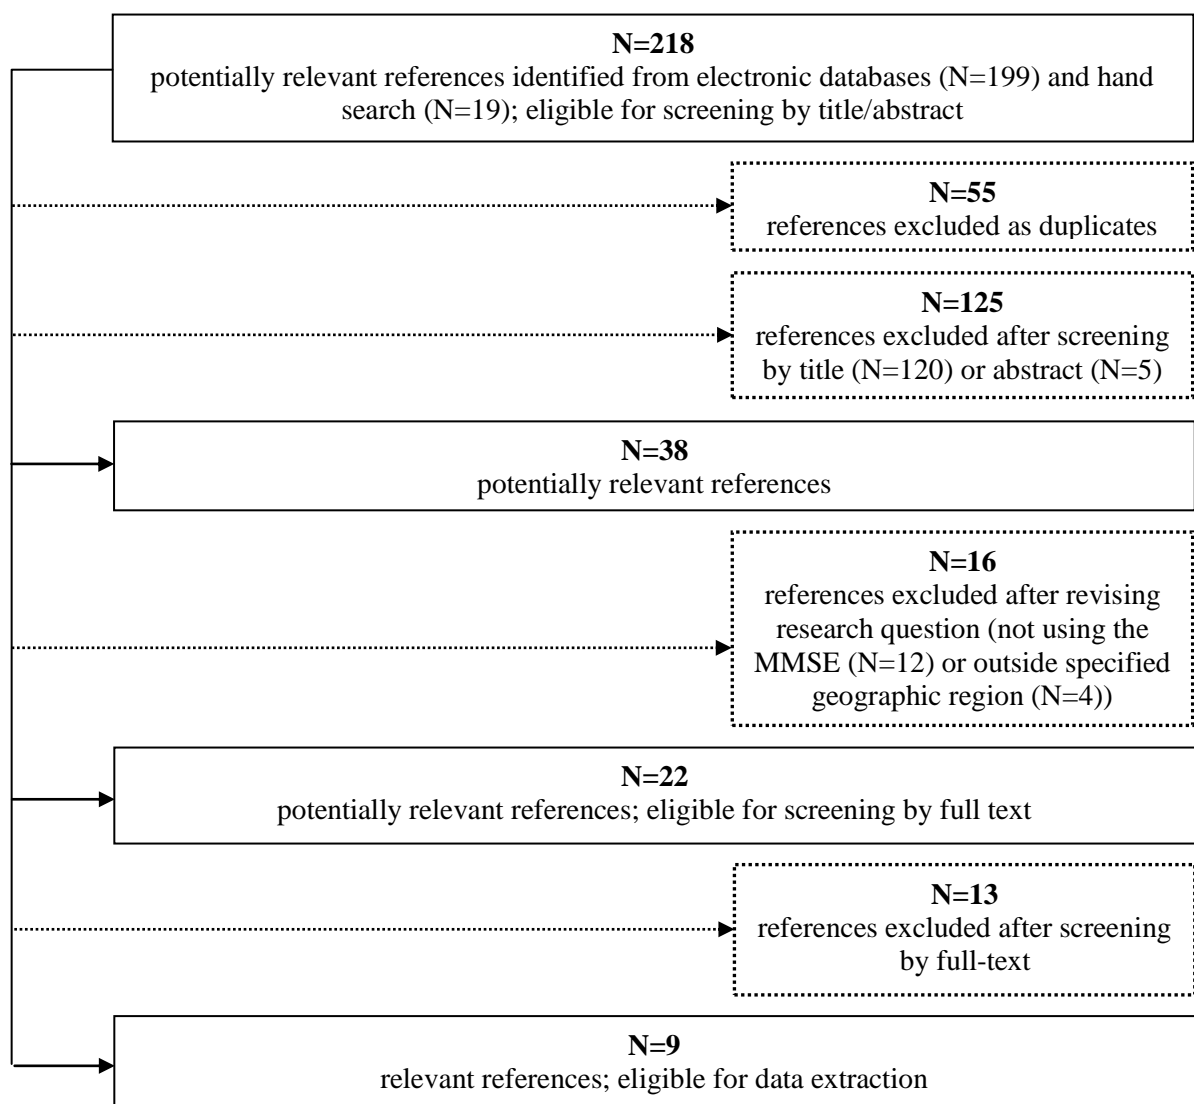 N=218
potentially relevant references identified from electronic databases (N=199) and hand
search (N=19); eligible for screening by title/abstract
N=55
references excluded as duplicates
N=125
references excluded after screening
by title (N=120) or abstract (N=5)
N=38
potentially relevant references
N=16
references excluded after revising
research question (not using the
MMSE (N=12) or outside specified
geographic region (N=4))
N=22
potentially relevant references; eligible for screening by full text
N=13
references excluded after screening
by full-text
N=9
relevant references; eligible for data extraction